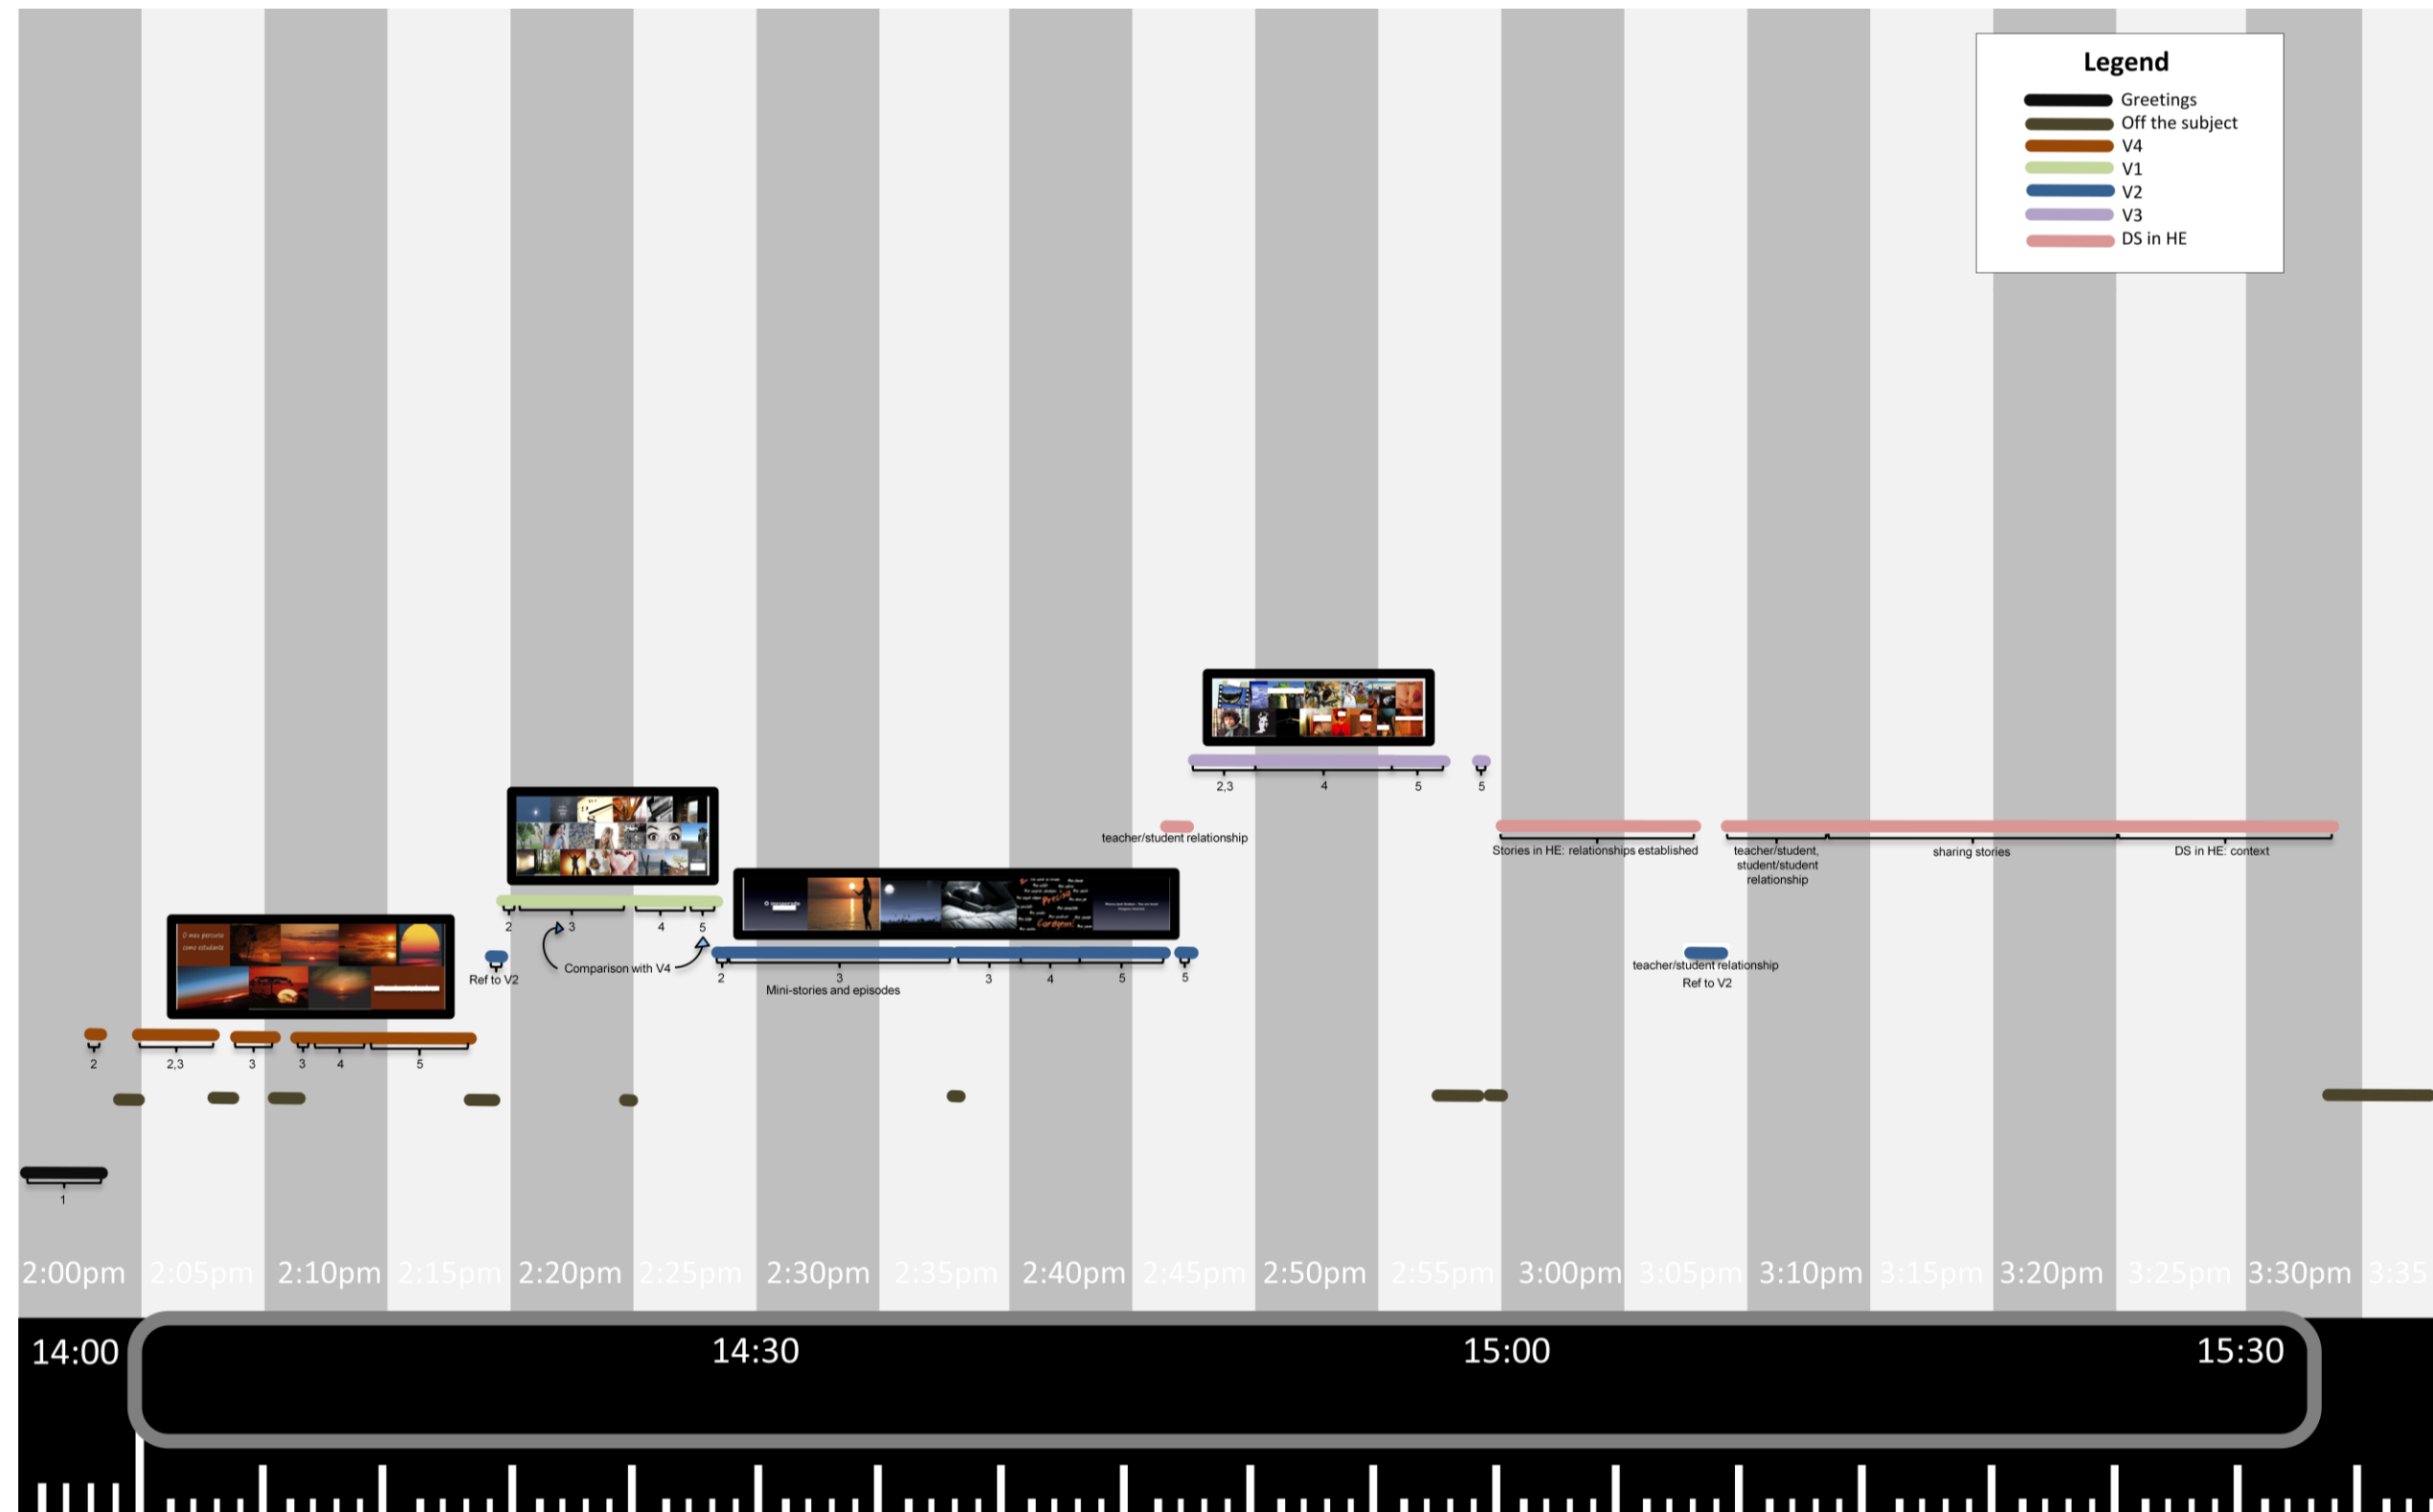 Legend
Greetings
Off the subject
V4
V1
V2
V3
DS in HE
2,3
4
5
5
teacher/student relationship
Stories in HE: relationships established
teacher/student,
student/student
relationship
sharing stories
DS in HE: context
2
3
4
5
Comparison with V4
O meu percurso
como estudante
Ref to V2
2
3
Mini-stories and episodes
3
4
5
5
teacher/student relationship
Ref to V2
2
2,3
3
3
4
5
1
2:00pm 2:05pm 2:10pm 2:15pm 2:20pm 2:25pm 2:30pm 2:35pm 2:40pm 2:45pm 2:50pm 2:55pm 3:00pm 3:05pm 3:10pm 3:15pm 3:20pm 3:25pm 3:30pm 3:35
14:00 14:30 15:00 15:30